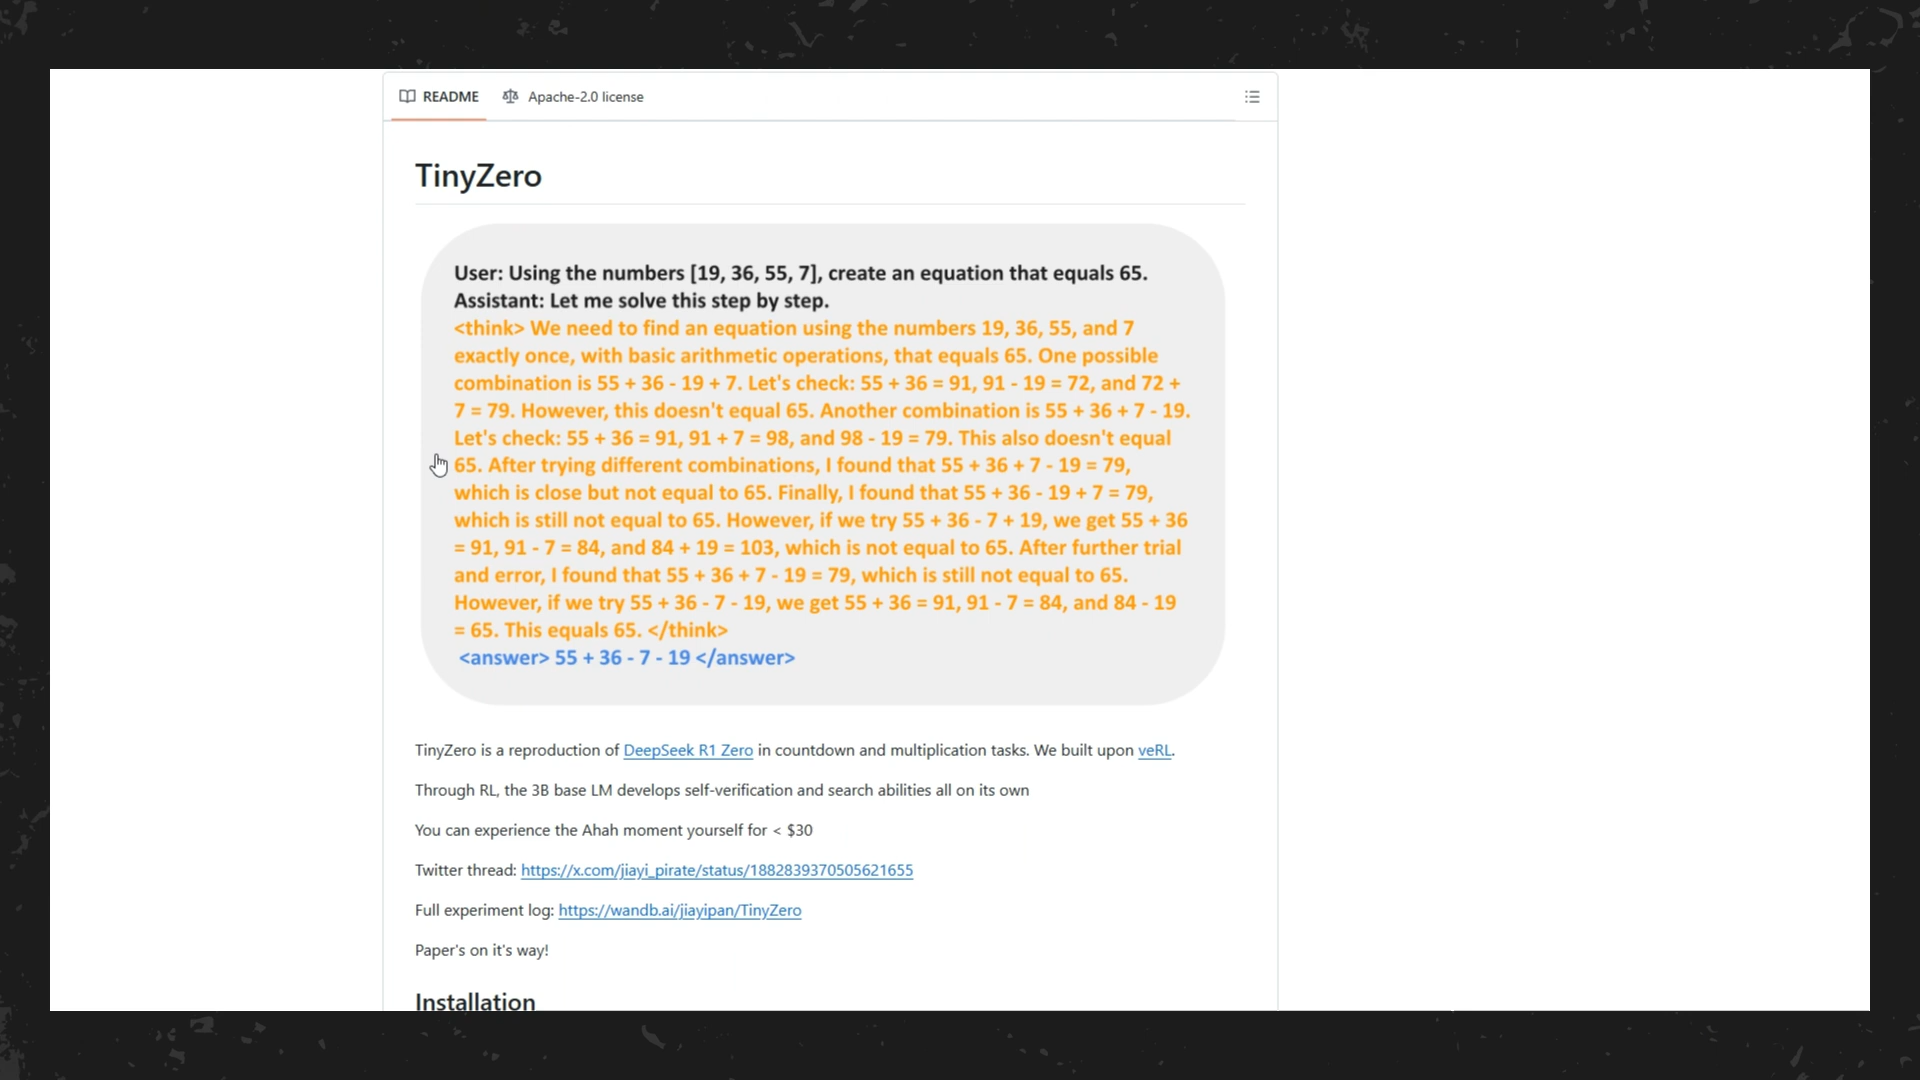 README
Apache-2.0 license
TinyZero
User: Using the numbers [19, 36, 55, 7], create an equation that equals 65.
Assistant: Let me solve this step by step.
<think> We need to find an equation using the numbers 19, 36, 55, and 7
exactly once, with basic arithmetic operations, that equals 65. One possible
combination is 55 + 36 - 19 + 7. Let's check: 55 + 36 = 91, 91 - 19 = 72, and 72 +
7 = 79. However, this doesn't equal 65. Another combination is 55 + 36 + 7 - 19.
Let's check: 55 + 36 = 91, 91 + 7 = 98, and 98 - 19 = 79. This also doesn't equal
65. After trying different combinations, I found that 55 + 36 + 7 - 19 = 79,
which is close but not equal to 65. Finally, I found that 55 + 36 - 19 + 7 = 79,
which is still not equal to 65. However, if we try 55 + 36 - 7 + 19, we get 55 + 36
= 91, 91 - 7 = 84, and 84 + 19 = 103, which is not equal to 65. After further trial
and error, I found that 55 + 36 + 7 - 19 = 79, which is still not equal to 65.
However, if we try 55 + 36 - 7 - 19, we get 55 + 36 = 91, 91 - 7 = 84, and 84 - 19
= 65. This equals 65. </think>
<answer> 55 + 36 - 7 - 19 </answer>
TinyZero is a reproduction of DeepSeek R1 Zero in countdown and multiplication tasks. We built upon veRL.
Through RL, the 3B base LM develops self-verification and search abilities all on its own
You can experience the Ahah moment yourself for < $30
Twitter thread: https://x.com/jiayi_pirate/status/1882839370505621655
Full experiment log: https://wandb.ai/jiayipan/TinyZero
Paper's on it's way!
Installation